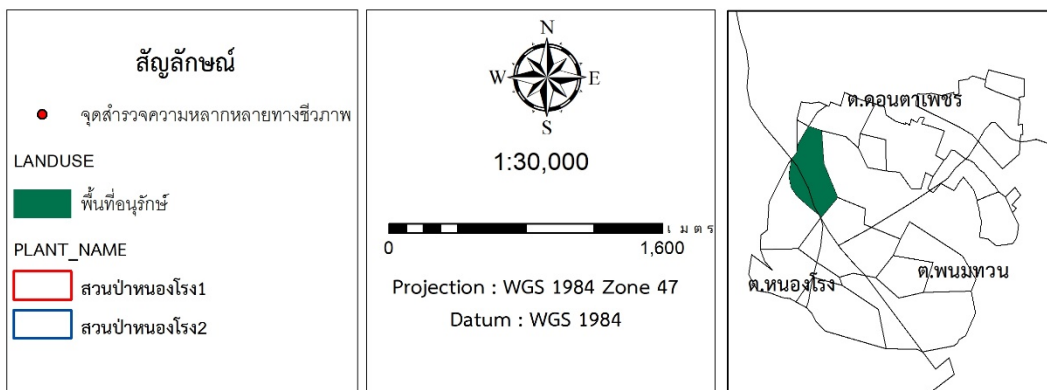 สัญลักษณ์
จุดสำรวจความหลากหลายทางชีวภาพ
LANDUSE
พื้นที่อนุรักษ์
PLANT_NAME
สวนป่าหนองโรง1
สวนป่าหนองโรง2
N
W E
S
1:30,000
เมตร
0 1,600
Projection : WGS 1984 Zone 47
Datum : WGS 1984
ต.ดอนตาเพชร
ต.พนมทวน
ต.หนองโรง